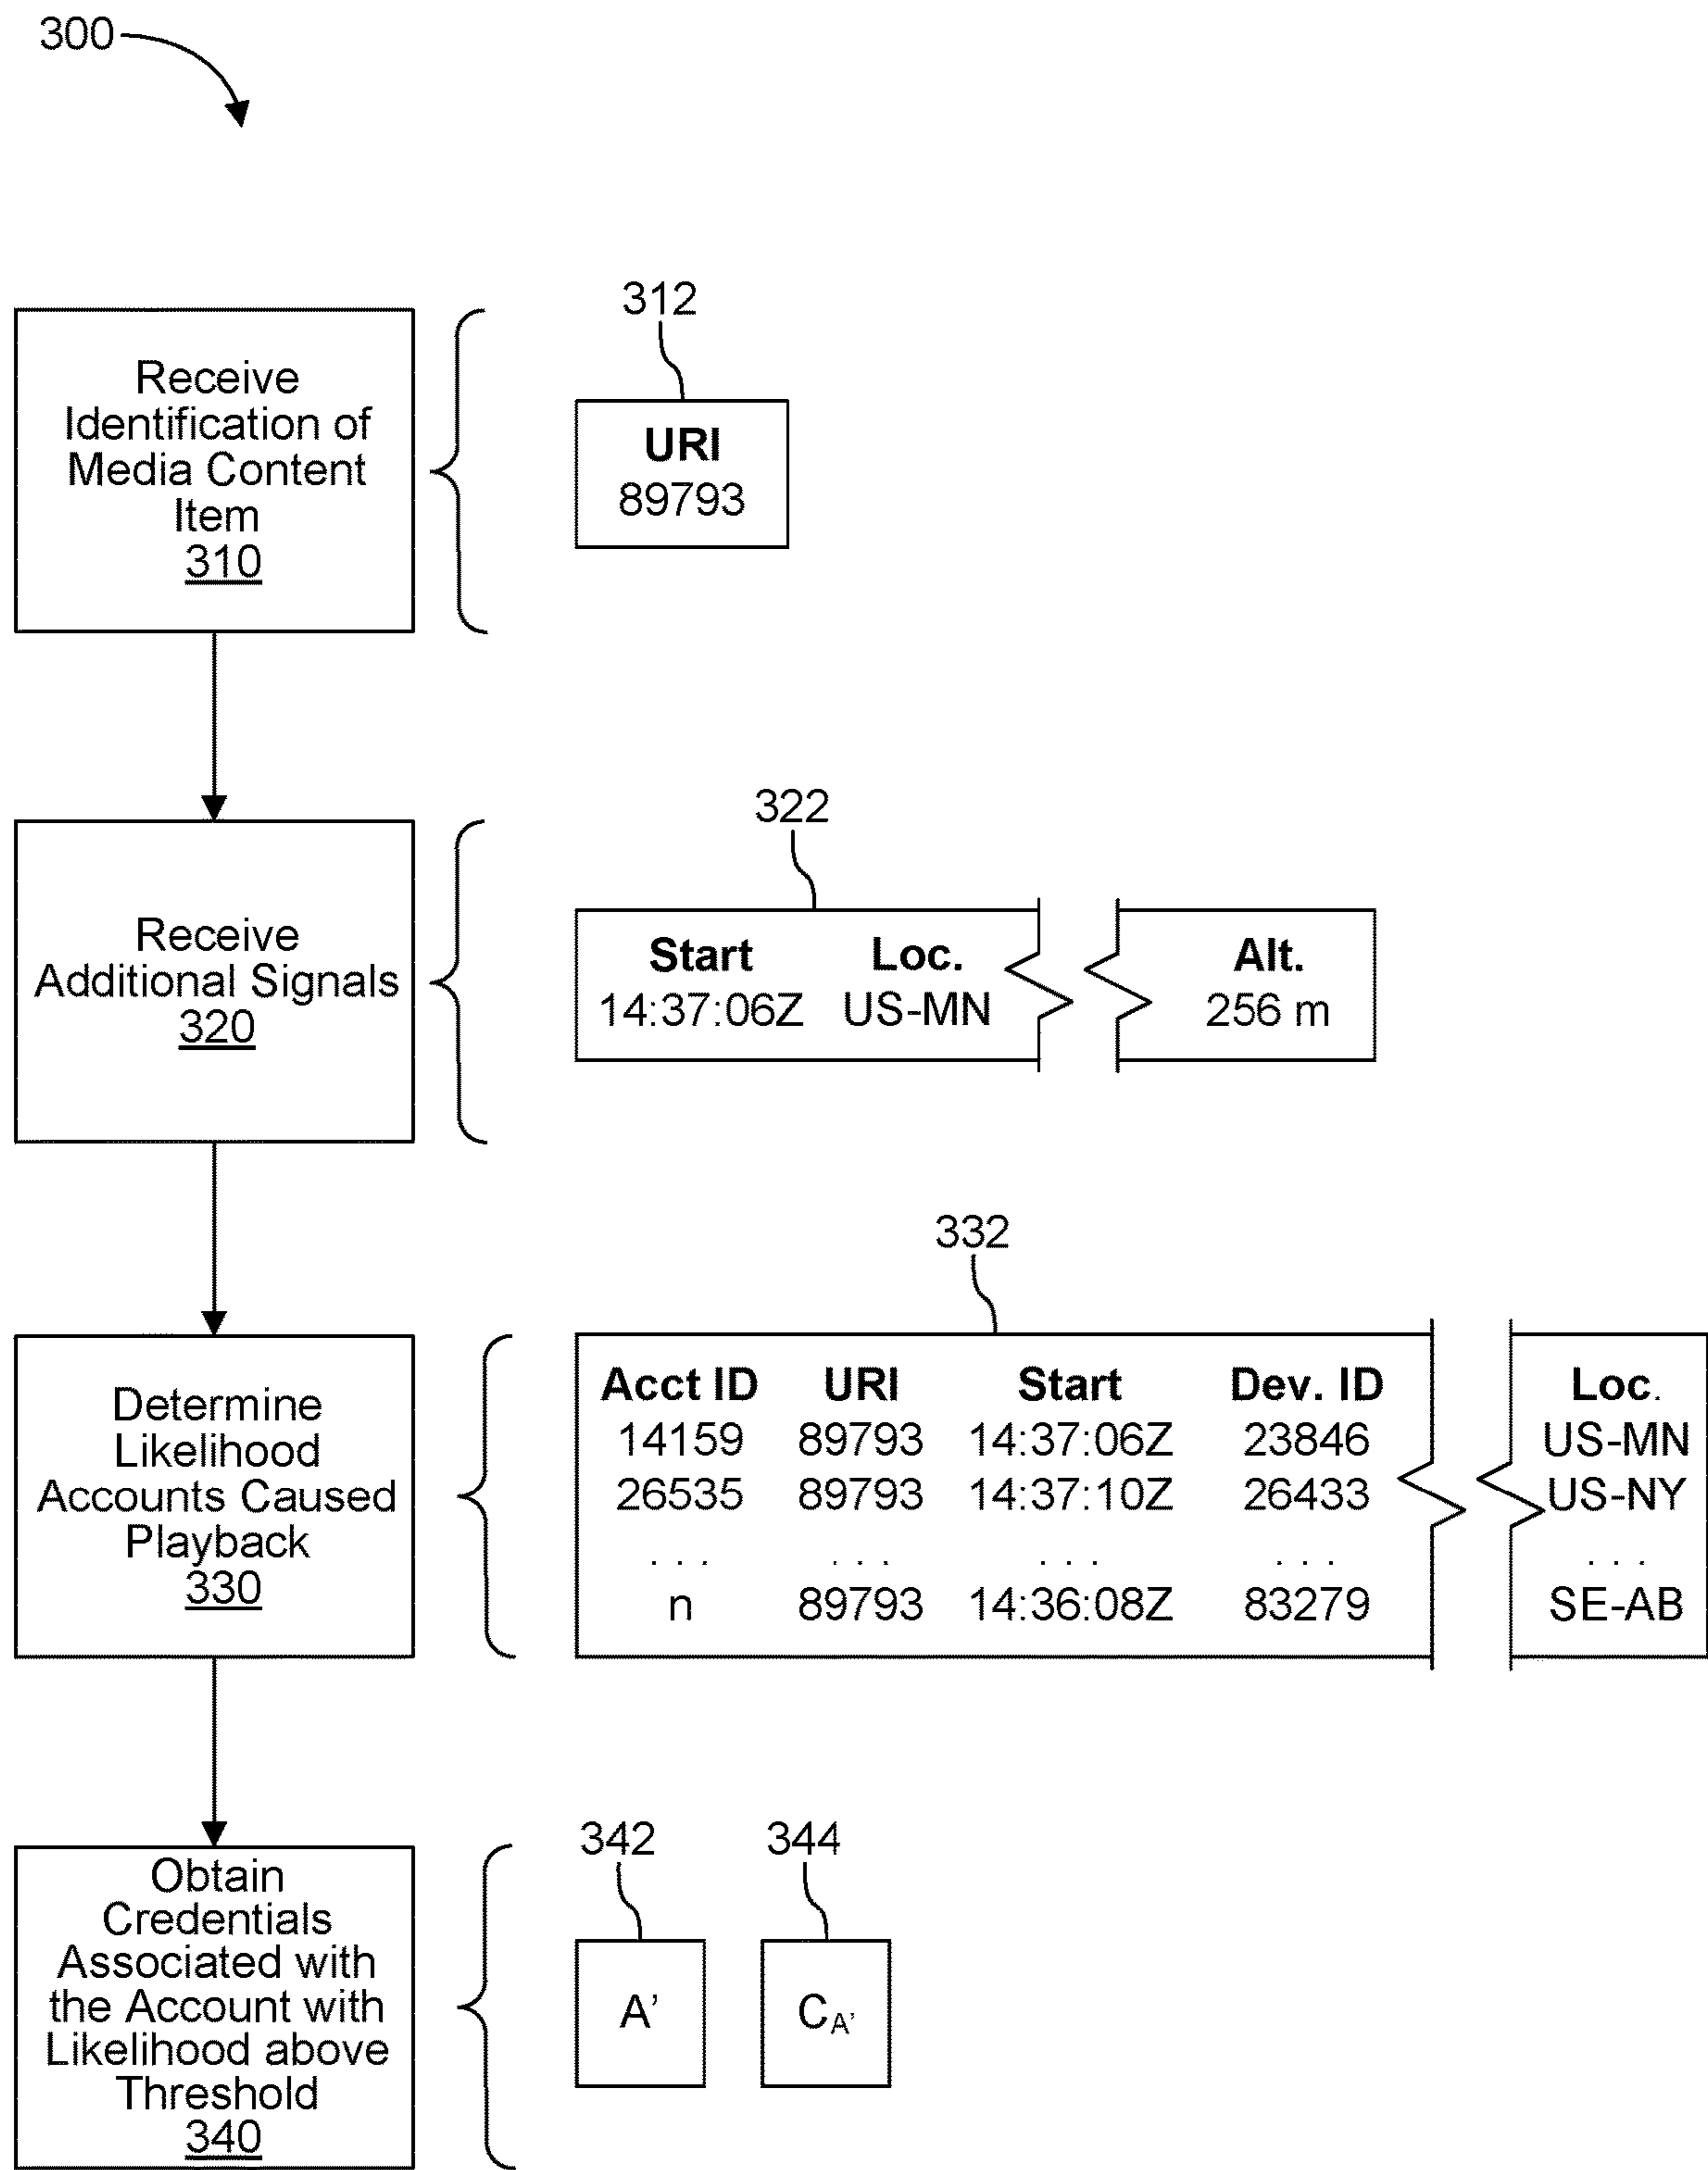 300
312
Receive
Identification of
Media Content
Item
310
URI
89793
322
Receive
Additional Signals
320
Start Loc. Alt.
14:37:06Z US-MN 256 m
332
Determine
Likelihood
Accounts Caused
Playback
330
Acct ID URI Start Dev. ID Loc.
14159 89793 14:37:06Z 23846 US-MN
26535 89793 14:37:10Z 26433 US-NY
. . . . . . . . . . . . . . .
n 89793 14:36:08Z 83279 SE-AB
342 344
Obtain
Credentials
Associated with
the Account with
Likelihood above
Threshold
340
A’ CA’